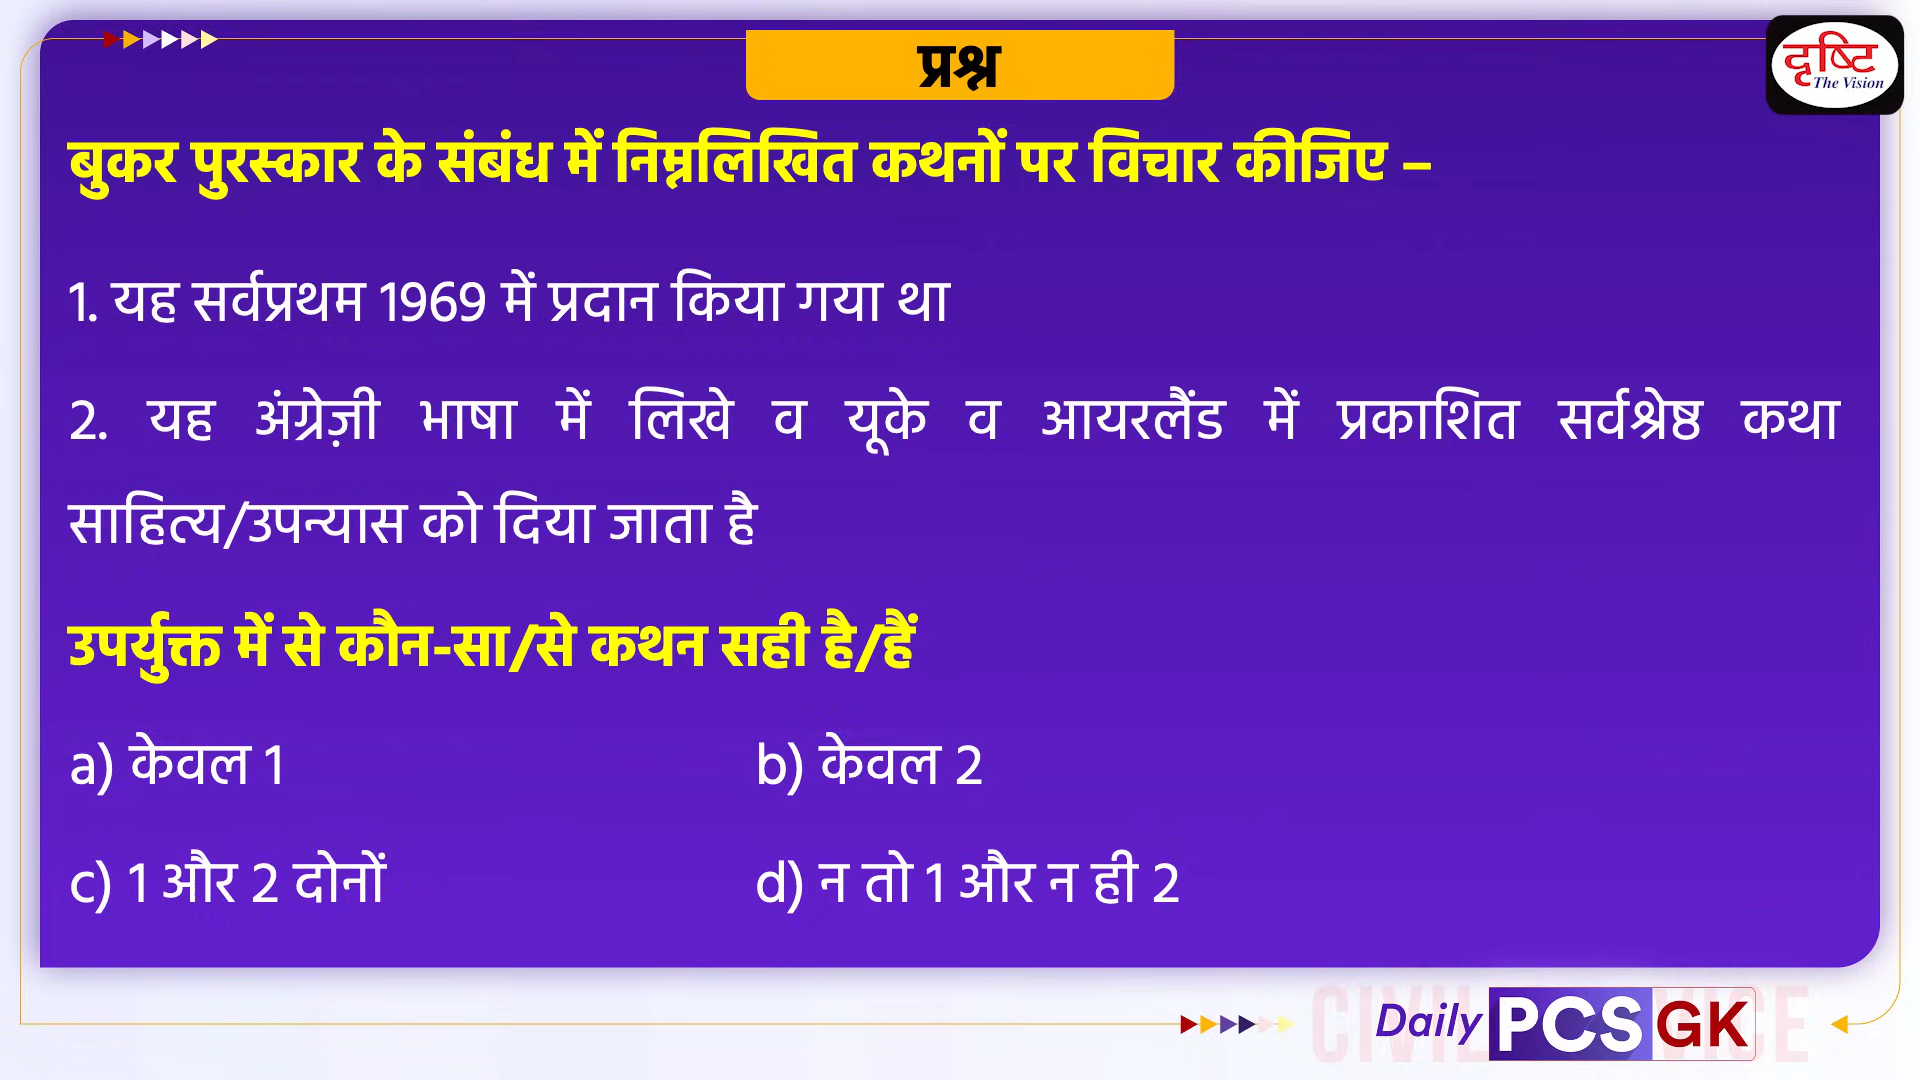 प्रश्न
दृष्टि
The Vision
बुकर पुरस्कार के संबंध में निम्नलिखित कथनों पर विचार कीजिए –
1. यह सर्वप्रथम 1969 में प्रदान किया गया था
2. यह अंग्रेज़ी भाषा में लिखे व यूके व आयरलैंड में प्रकाशित सर्वश्रेष्ठ कथा
साहित्य/उपन्यास को दिया जाता है
उपर्युक्त में से कौन-सा/से कथन सही है/हैं
a) केवल 1 b) केवल 2
c) 1 और 2 दोनों d) न तो 1 और न ही 2
Daily PCS GK